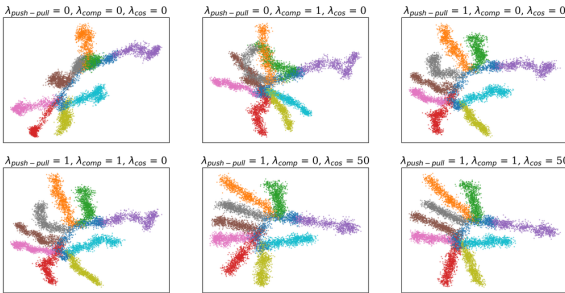 λpush−pull = 0, λcomp = 0, λcos = 0
λpush−pull = 0, λcomp = 1, λcos = 0
λpush−pull = 1, λcomp = 0, λcos = 0
λpush−pull = 1, λcomp = 1, λcos = 0
λpush−pull = 1, λcomp = 0, λcos = 50
λpush−pull = 1, λcomp = 1, λcos = 50